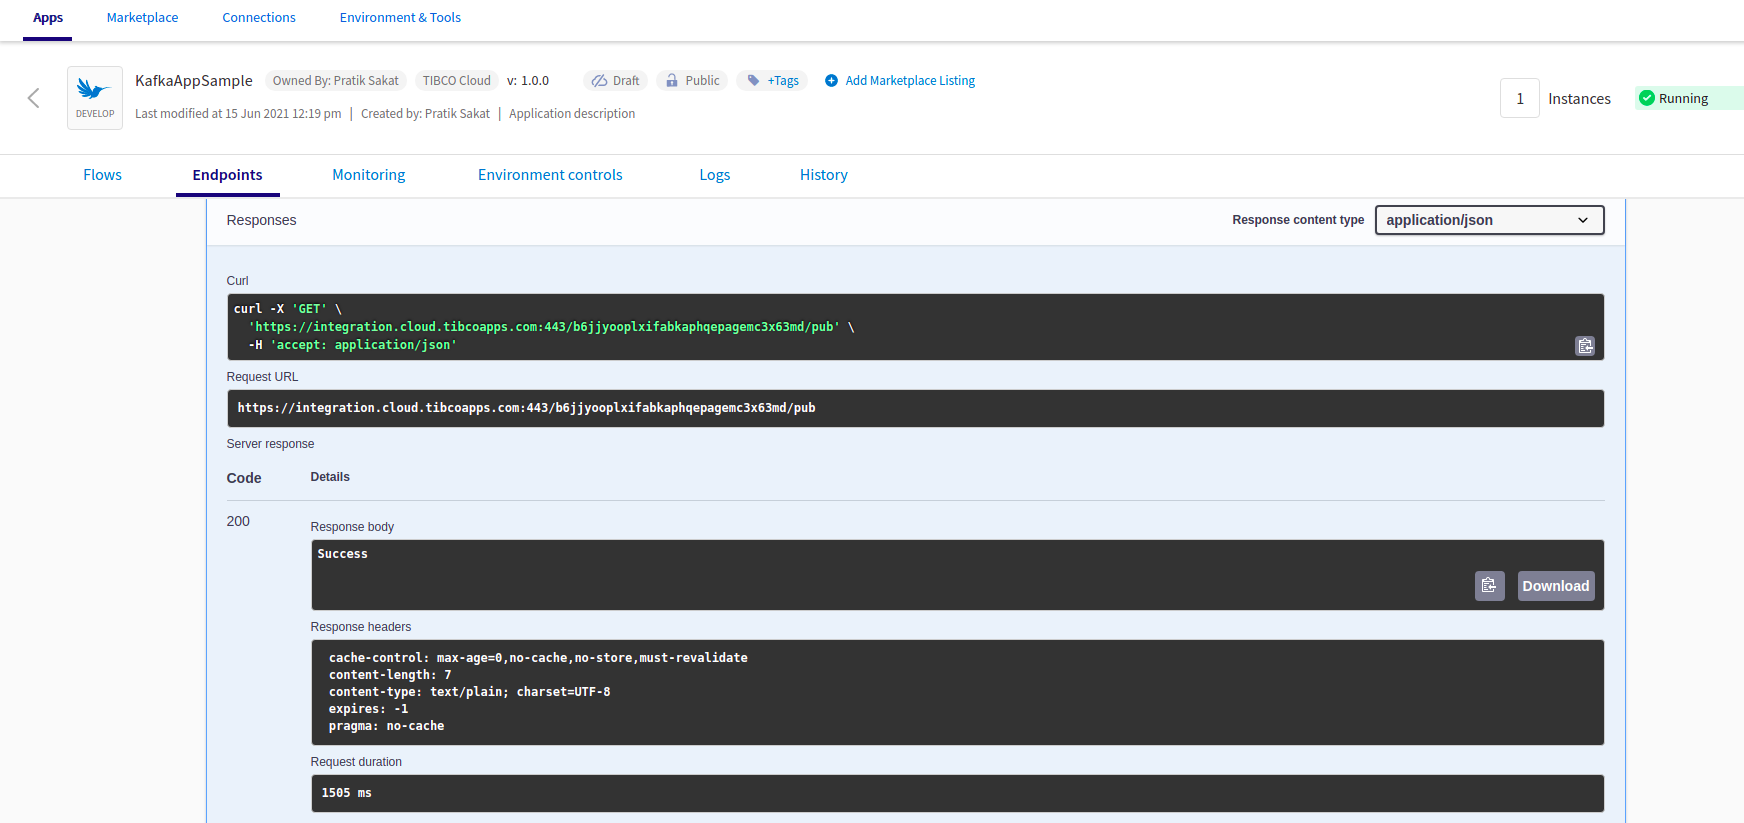 Apps Marketplace Connections Environment & Tools
KafkaAppSample Owned By: Pratik Sakat TIBCO Cloud v: 1.0.0 Draft Public +Tags Add Marketplace Listing
DEVELOP
Last modified at 15 Jun 2021 12:19 pm | Created by: Pratik Sakat | Application description
1 Instances Running
Flows Endpoints Monitoring Environment controls Logs History
Responses Response content type application/json
Curl
curl -X 'GET' \
'https://integration.cloud.tibcoapps.com:443/b6jjyooplxifabkaphqepagemc3x63md/pub' \
-H 'accept: application/json'
Request URL
https://integration.cloud.tibcoapps.com:443/b6jjyooplxifabkaphqepagemc3x63md/pub
Server response
Code Details
200
Response body
Success
Download
Response headers
cache-control: max-age=0,no-cache,no-store,must-revalidate
content-length: 7
content-type: text/plain; charset=UTF-8
expires: -1
pragma: no-cache
Request duration
1505 ms